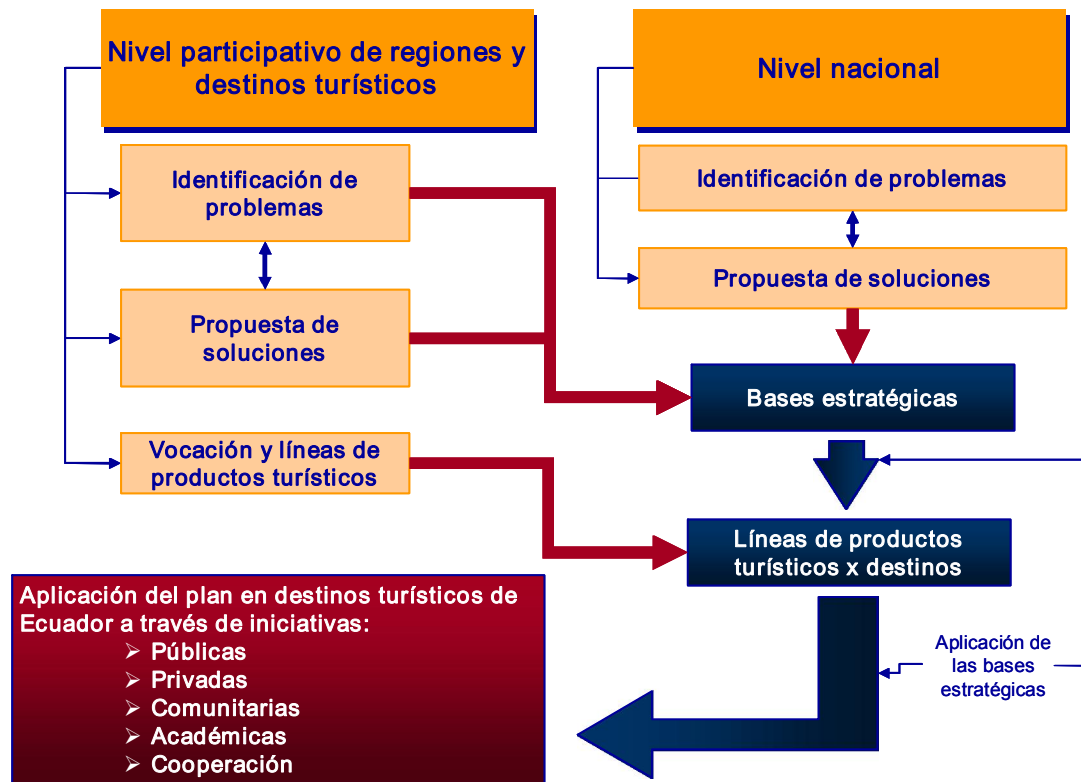 Nivel participativo de regiones y
destinos turísticos
Identificación de
problemas
Propuesta de
soluciones
Vocación y líneas de
productos turísticos
Nivel nacional
Identificación de problemas
Propuesta de soluciones
Bases estratégicas
Líneas de productos
turísticos x destinos
Aplicación de
las bases
estratégicas
Aplicación del plan en destinos turísticos de
Ecuador a través de iniciativas:
➢ Públicas
➢ Privadas
➢ Comunitarias
➢ Académicas
➢ Cooperación